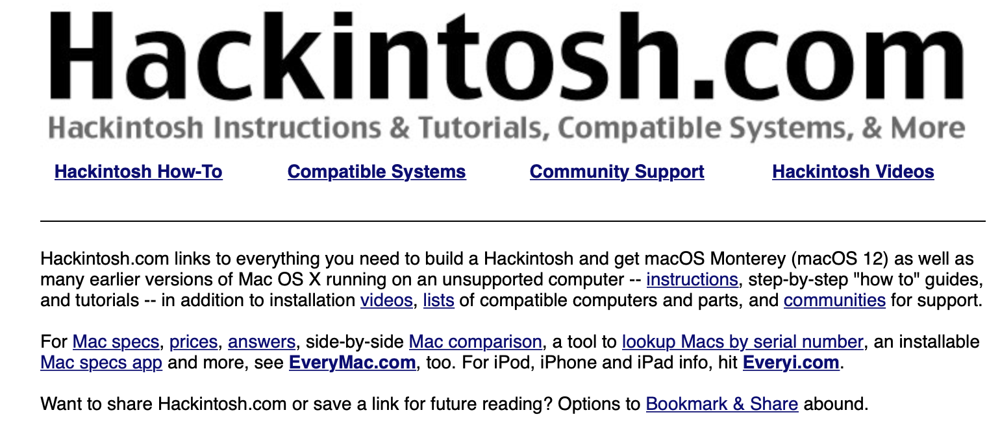 Hackintosh.com
Hackintosh Instructions & Tutorials, Compatible Systems, & More
Hackintosh How-To Compatible Systems Community Support Hackintosh Videos
Hackintosh.com links to everything you need to build a Hackintosh and get macOS Monterey (macOS 12) as well as
many earlier versions of Mac OS X running on an unsupported computer -- instructions, step-by-step "how to" guides,
and tutorials -- in addition to installation videos, lists of compatible computers and parts, and communities for support.
For Mac specs, prices, answers, side-by-side Mac comparison, a tool to lookup Macs by serial number, an installable
Mac specs app and more, see EveryMac.com, too. For iPod, iPhone and iPad info, hit Everyi.com.
Want to share Hackintosh.com or save a link for future reading? Options to Bookmark & Share abound.